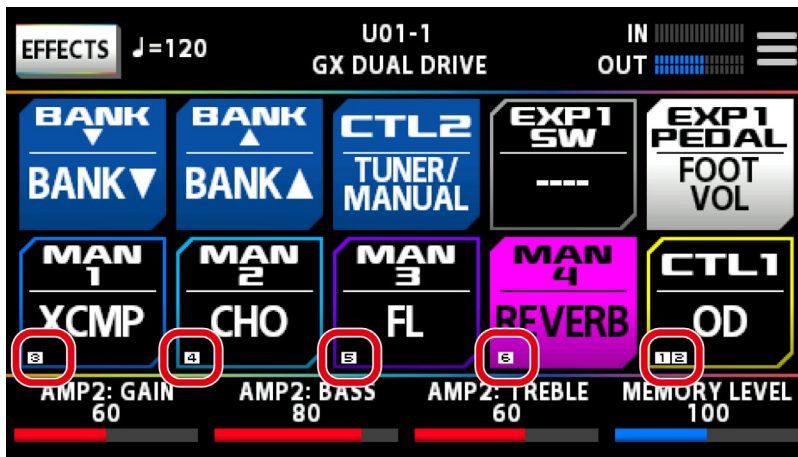 EFFECTS ♩=120 U01-1 IN
GX DUAL DRIVE OUT
BANK ▼ BANK ▲ CTL2 EXP1 SW EXP1 PEDAL
BANK▼ BANK▲ TUNER/MANUAL ---- FOOT VOL
MAN 1 MAN 2 MAN 3 MAN 4 CTL1
XCMP CHO FL REVERB OD
3 4 5 6 1 2
AMP2: GAIN AMP2: BASS AMP2: TREBLE MEMORY LEVEL
60 80 60 100